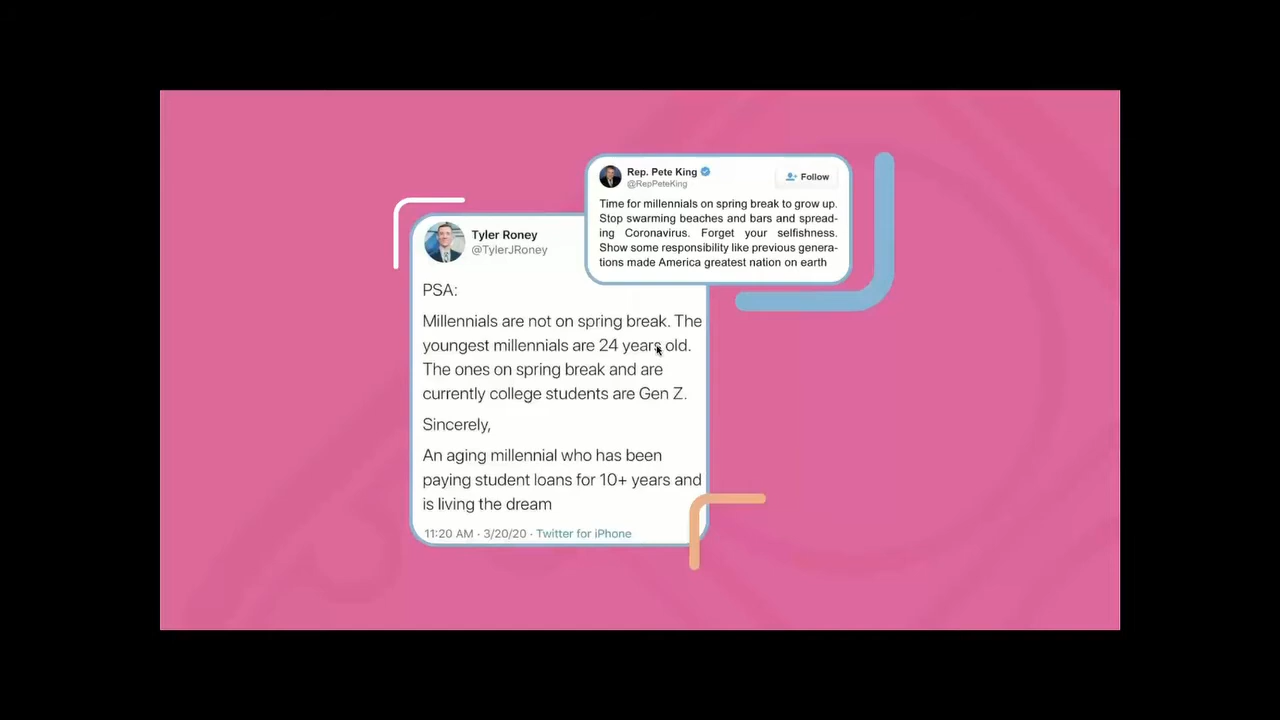 Rep. Pete King
@RepPeteKing
Follow
Time for millennials on spring break to grow up.
Stop swarming beaches and bars and spread-
ing Coronavirus. Forget your selfishness.
Show some responsibility like previous genera-
tions made America greatest nation on earth
Tyler Roney
@TylerJRoney
PSA:
Millennials are not on spring break. The
youngest millennials are 24 years old.
The ones on spring break and are
currently college students are Gen Z.
Sincerely,
An aging millennial who has been
paying student loans for 10+ years and
is living the dream
11:20 AM · 3/20/20 · Twitter for iPhone